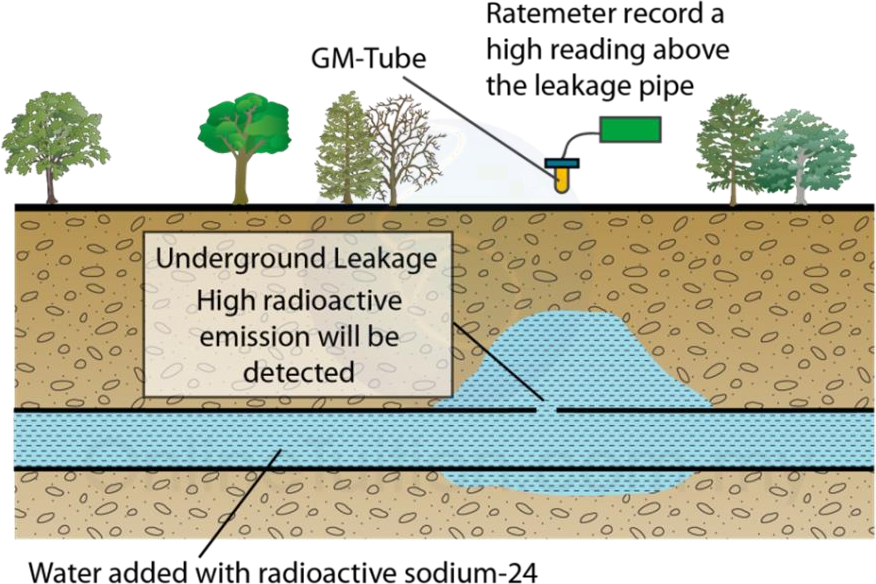 Ratemeter record a
high reading above
the leakage pipe
GM-Tube
Underground Leakage
High radioactive
emission will be
detected
Water added with radioactive sodium-24